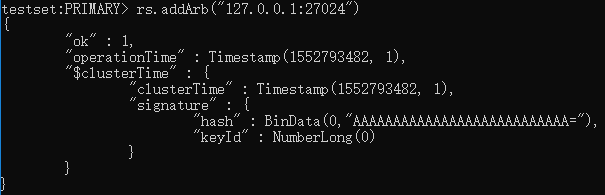 testset:PRIMARY> rs.addArb("127.0.0.1:27024")
{
        "ok" : 1,
        "operationTime" : Timestamp(1552793482, 1),
        "$clusterTime" : {
                "clusterTime" : Timestamp(1552793482, 1),
                "signature" : {
                        "hash" : BinData(0,"AAAAAAAAAAAAAAAAAAAAAAAAAAA="),
                        "keyId" : NumberLong(0)
                }
        }
}